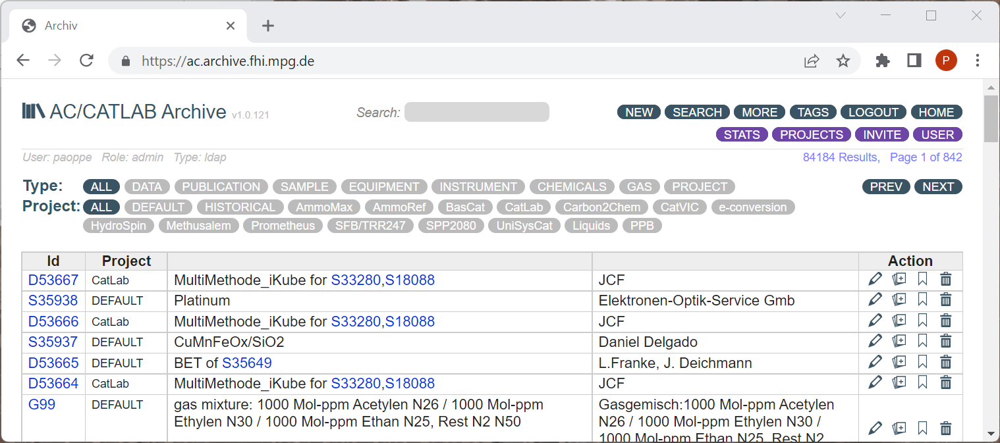 Archiv
https://ac.archive.fhi.mpg.de
P
AC/CATLAB Archive v1.0.121
Search:
NEW SEARCH MORE TAGS LOGOUT HOME
STATS PROJECTS INVITE USER
User: paoppe Role: admin Type: ldap
84184 Results, Page 1 of 842
Type: ALL DATA PUBLICATION SAMPLE EQUIPMENT INSTRUMENT CHEMICALS GAS PROJECT
PREV NEXT
Project: ALL DEFAULT HISTORICAL AmmoMax AmmoRef BasCat CatLab Carbon2Chem CatVIC e-conversion
HydroSpin Methusalem Prometheus SFB/TRR247 SPP2080 UniSysCat Liquids PPB
Id Project Action
D53667 CatLab MultiMethode_iKube for S33280,S18088 JCF
S35938 DEFAULT Platinum Elektronen-Optik-Service Gmb
D53666 CatLab MultiMethode_iKube for S33280,S18088 JCF
S35937 DEFAULT CuMnFeOx/SiO2 Daniel Delgado
D53665 DEFAULT BET of S35649 L.Franke, J. Deichmann
D53664 CatLab MultiMethode_iKube for S33280,S18088 JCF
G99 DEFAULT gas mixture: 1000 Mol-ppm Acetylen N26 / 1000 Mol-ppm
Ethylen N30 / 1000 Mol-ppm Ethan N25, Rest N2 N50
Gasgemisch:1000 Mol-ppm Acetylen
N26 / 1000 Mol-ppm Ethylen N30 /
1000 Mol-ppm Ethan N25, Rest N2